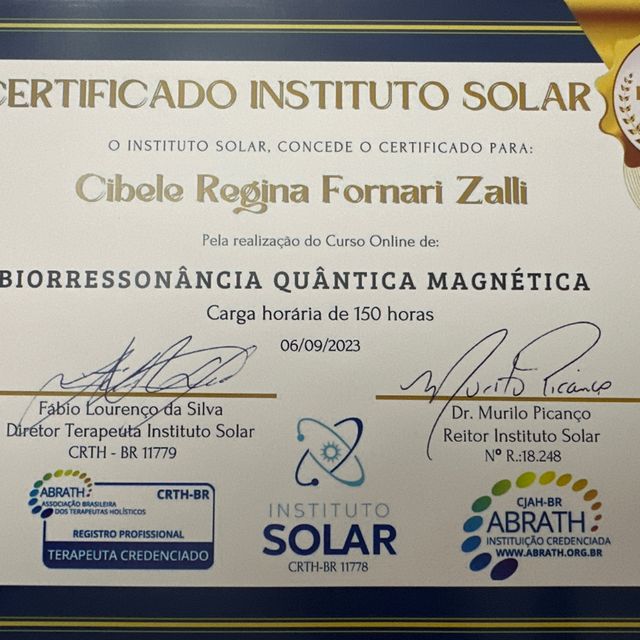 CERTIFICADO INSTITUTO SOLAR
O INSTITUTO SOLAR, CONCEDE O CERTIFICADO PARA:
Cibele Regina Fornari Zalli
Pela realização do Curso Online de:
BIORRESSONÂNCIA QUÂNTICA MAGNÉTICA
Carga horária de 150 horas
06/09/2023
Murilo Picanço
Fábio Lourenço da Silva
Diretor Terapeuta Instituto Solar
CRTH - BR 11779
Dr. Murilo Picanço
Reitor Instituto Solar
Nº R.:18.248
ABRATH
ASSOCIAÇÃO BRASILEIRA
DOS TERAPEUTAS HOLÍSTICOS
CRTH-BR
REGISTRO PROFISSIONAL
TERAPEUTA CREDENCIADO
INSTITUTO
SOLAR
CRTH-BR 11778
CJAH-BR
ABRATH
INSTITUIÇÃO CREDENCIADA
WWW.ABRATH.ORG.BR